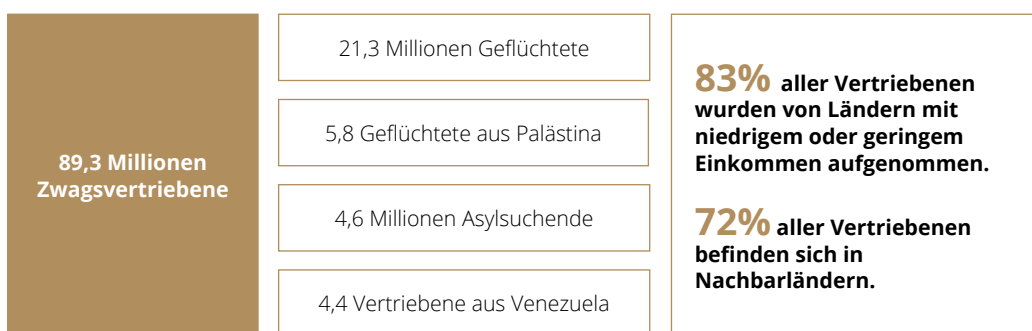 89,3 Millionen
Zwagsvertriebene
21,3 Millionen Geflüchtete
5,8 Geflüchtete aus Palästina
4,6 Millionen Asylsuchende
4,4 Vertriebene aus Venezuela
83% aller Vertriebenen
wurden von Ländern mit
niedrigem oder geringem
Einkommen aufgenommen.
72% aller Vertriebenen
befinden sich in
Nachbarländern.